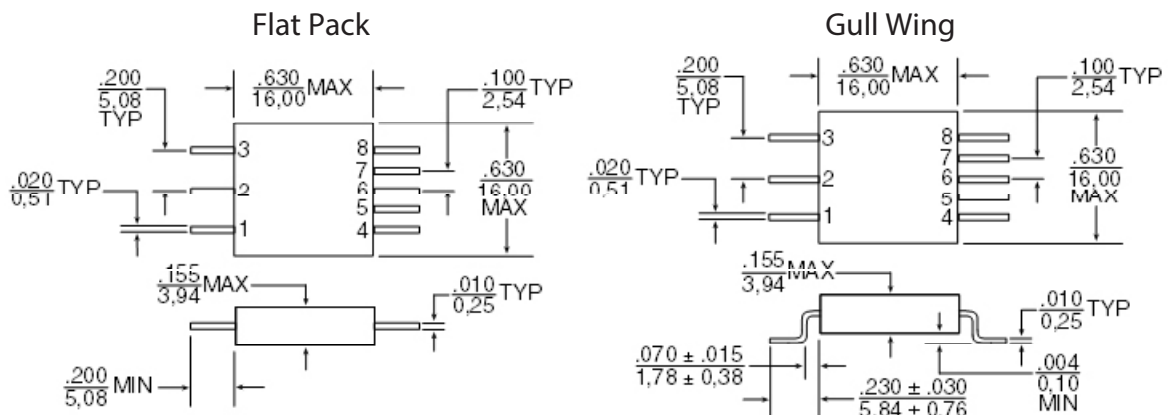 Flat Pack
.200
5,08
TYP
.630
16,00
MAX
.100
2,54
TYP
3
2
1
8
7
6
5
4
.630
16,00
MAX
.020
0,51
TYP
.155
3,94
MAX
.010
0,25
TYP
.200
5,08
MIN
Gull Wing
.200
5,08
TYP
.630
16,00
MAX
.100
2,54
TYP
3
2
1
8
7
6
5
4
.630
16,00
MAX
.020
0,51
TYP
.155
3,94
MAX
.010
0,25
TYP
.070 ± .015
1,78 ± 0,38
.230 ± .030
5,84 ± 0,76
.004
0,10
MIN